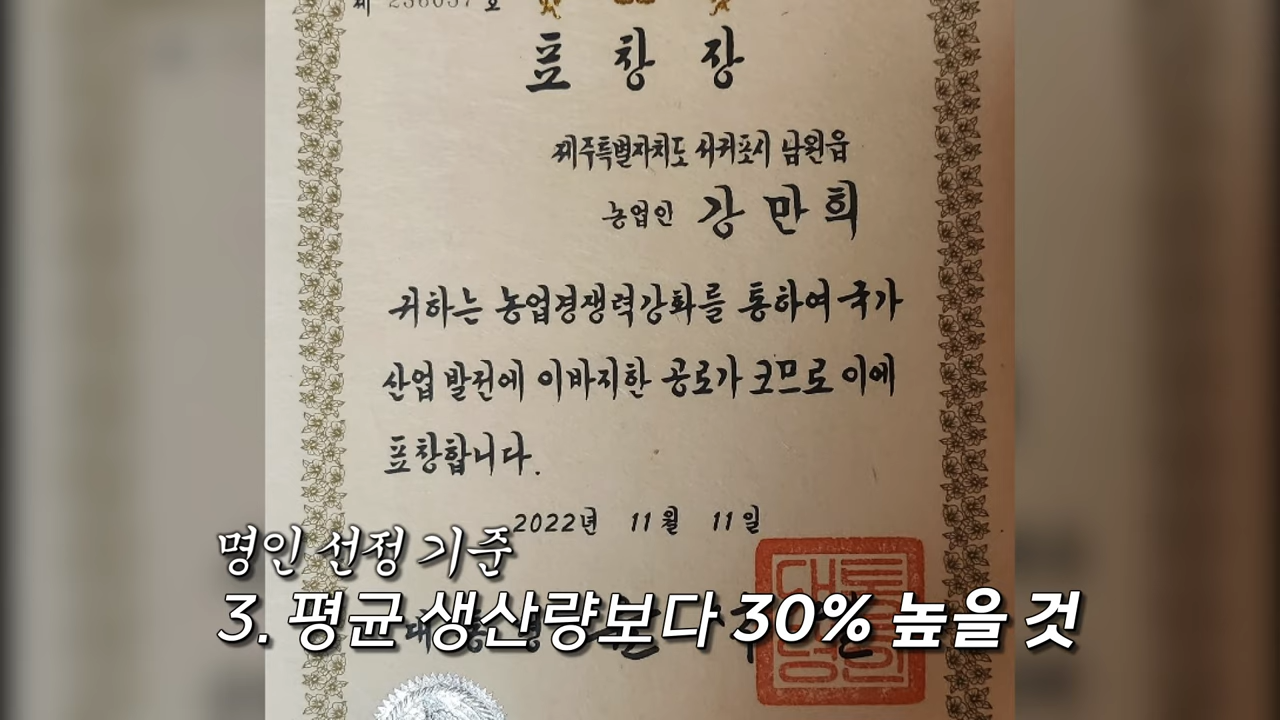 제 236037 호
표 창 장
제주특별자치도 서귀포시 남원읍
농업인 강 만 희
귀하는 농업경쟁력강화를 통하여 국가
산업 발전에 이바지한 공로가 크므로 이에
표창합니다.
2022년 11월 11일
명인 선정 기준
3. 평균 생산량보다 30% 높을 것